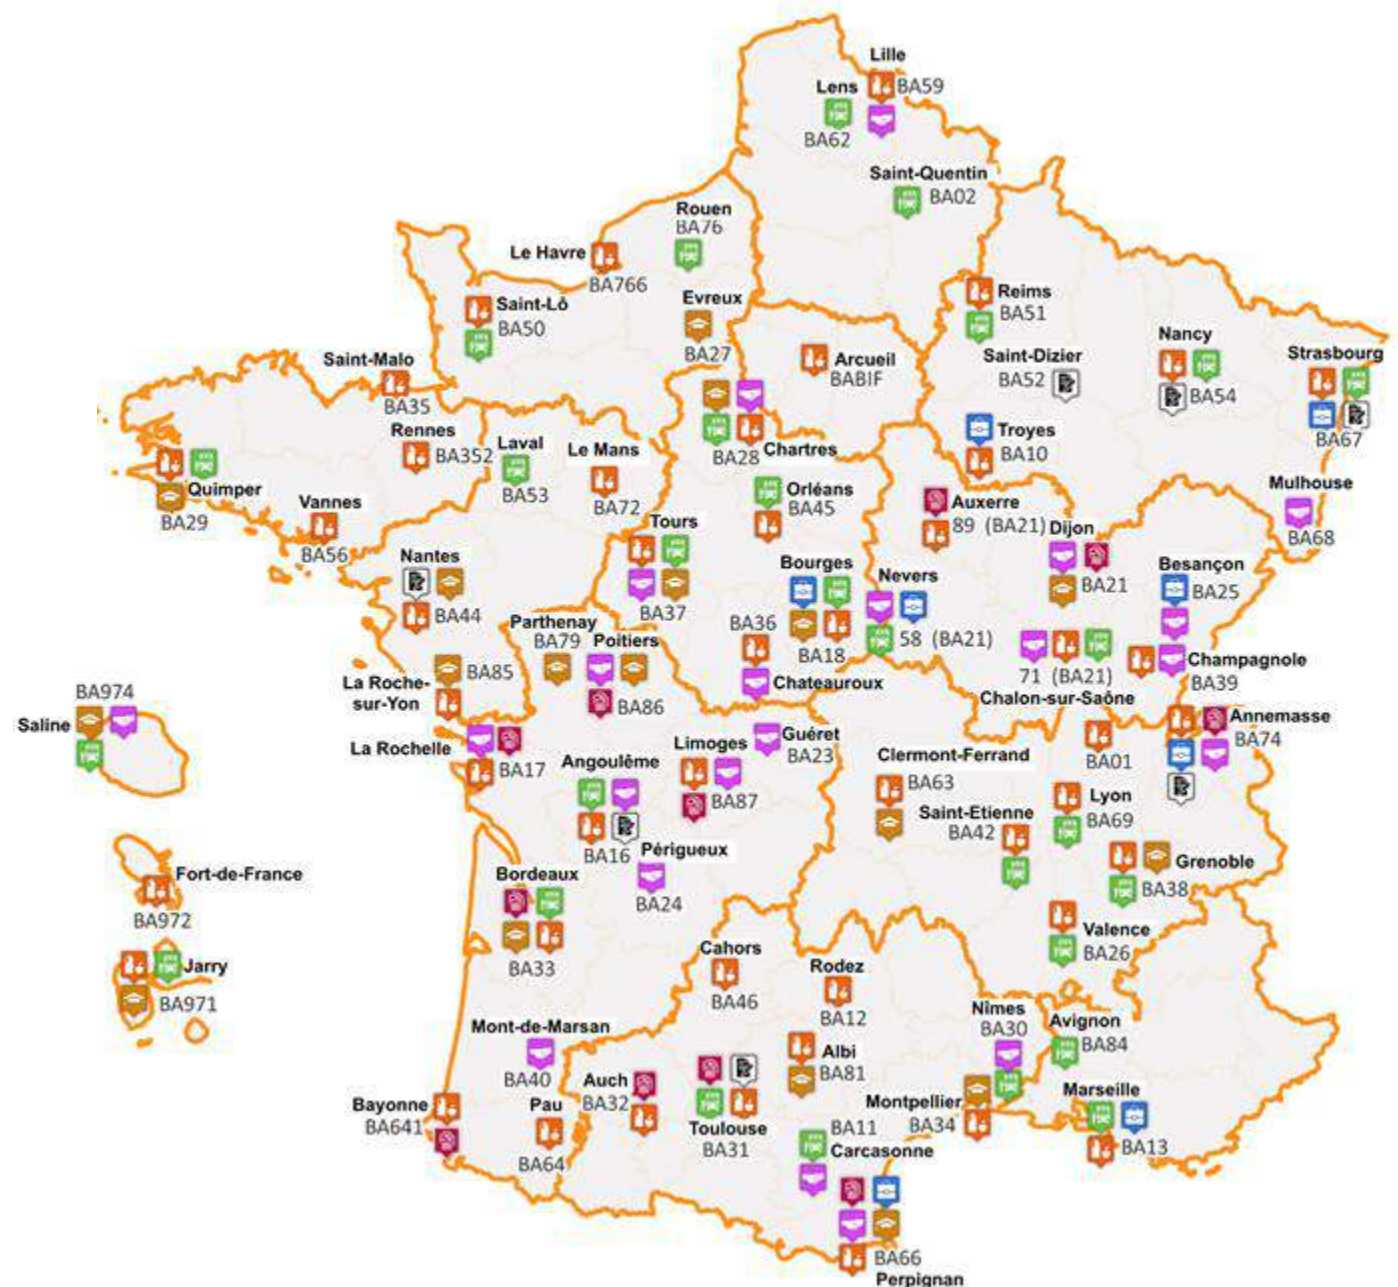 Lille
BA59
Lens
BA62
Saint-Quentin
BA02
Rouen
BA76
Le Havre
BA766
Saint-Lô
BA50
Evreux
BA27
Reims
BA51
Arcueil
BABIF
Saint-Dizier
BA52
Nancy
BA54
Strasbourg
BA67
Saint-Malo
BA35
Rennes
BA352
Laval
BA53
Le Mans
BA72
BA28
Chartres
Troyes
BA10
Quimper
BA29
Vannes
BA56
Orléans
BA45
Auxerre
89 (BA21)
Dijon
BA21
Mulhouse
BA68
Nantes
BA44
Tours
BA37
Bourges
BA18
Nevers
58 (BA21)
Besançon
BA25
Parthenay
BA79
Poitiers
BA86
BA36
Chateauroux
71 (BA21)
Chalon-sur-Saône
Champagnole
BA39
BA85
La Roche-
sur-Yon
BA974
Saline
La Rochelle
BA17
Angoulême
BA16
Limoges
BA87
Guéret
BA23
Clermont-Ferrand
BA63
BA01
Annemasse
BA74
Saint-Etienne
BA42
Lyon
BA69
Périgueux
BA24
Grenoble
BA38
Fort-de-France
BA972
Bordeaux
BA33
Valence
BA26
Jarry
BA971
Cahors
BA46
Rodez
BA12
Nîmes
BA30
Avignon
BA84
Mont-de-Marsan
BA40
Albi
BA81
Auch
BA32
Toulouse
BA31
Montpellier
BA34
Marseille
BA13
Bayonne
BA641
Pau
BA64
BA11
Carcasonne
BA66
Perpignan